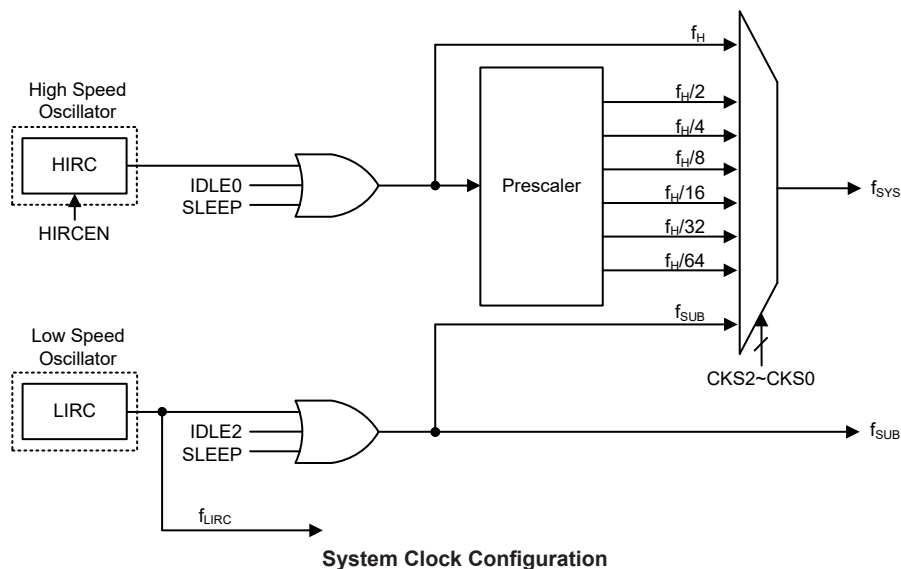 High Speed
Oscillator
HIRC
HIRCEN
IDLE0
SLEEP
Prescaler
fH
fH/2
fH/4
fH/8
fH/16
fH/32
fH/64
fSUB
fSYS
CKS2~CKS0
Low Speed
Oscillator
LIRC
IDLE2
SLEEP
fSUB
fLIRC
System Clock Configuration